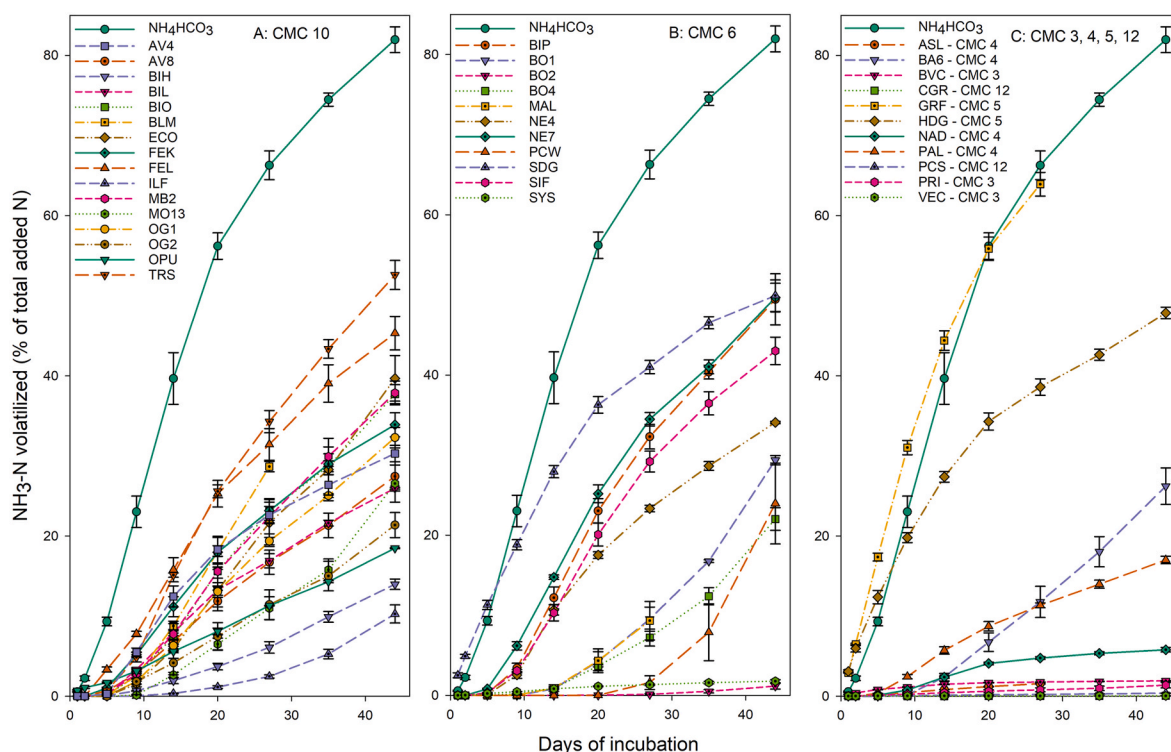 NH3-N volatilized (% of total added N)
A: CMC 10
NH4HCO3
AV4
AV8
BIH
BIL
BIO
BLM
ECO
FEK
FEL
ILF
MB2
MO13
OG1
OG2
OPU
TRS
80
60
40
20
0
0 10 20 30 40
B: CMC 6
NH4HCO3
BIP
BO1
BO2
BO4
MAL
NE4
NE7
PCW
SDG
SIF
SYS
80
60
40
20
0
0 10 20 30 40
C: CMC 3, 4, 5, 12
NH4HCO3
ASL - CMC 4
BA6 - CMC 4
BVC - CMC 3
CGR - CMC 12
GRF - CMC 5
HDG - CMC 5
NAD - CMC 4
PAL - CMC 4
PCS - CMC 12
PRI - CMC 3
VEC - CMC 3
80
60
40
20
0
0 10 20 30 40
Days of incubation